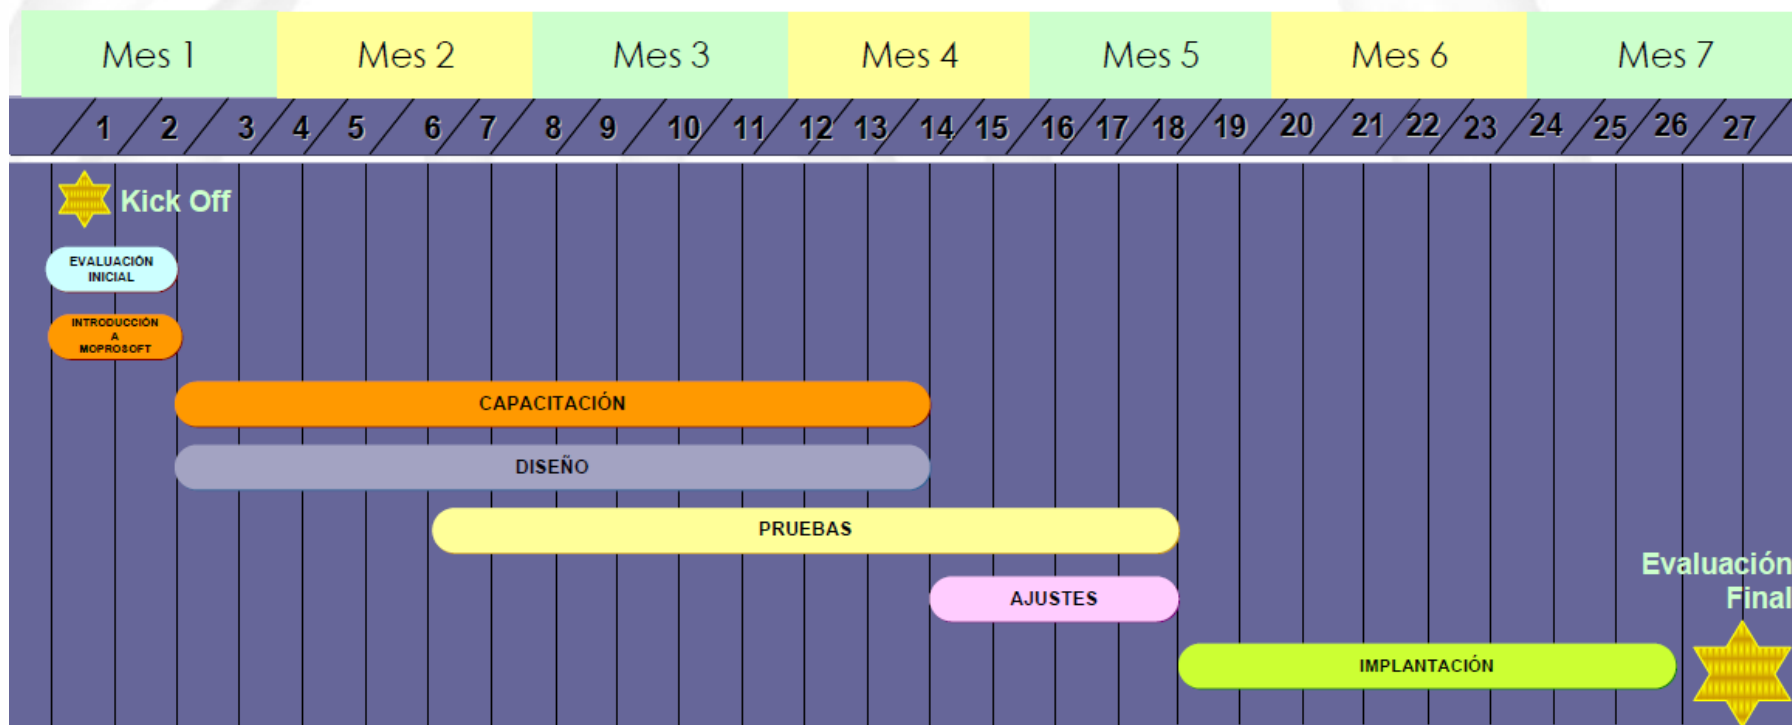 Mes 1 Mes 2 Mes 3 Mes 4 Mes 5 Mes 6 Mes 7
1 2 3 4 5 6 7 8 9 10 11 12 13 14 15 16 17 18 19 20 21 22 23 24 25 26 27
Kick Off
EVALUACIÓN
INICIAL
INTRODUCCIÓN
A
MOPROSOFT
CAPACITACIÓN
DISEÑO
PRUEBAS
AJUSTES
Evaluación
Final
IMPLANTACIÓN